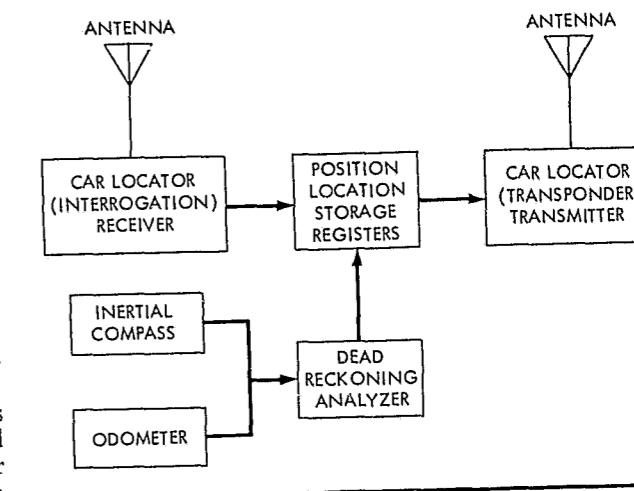 ANTENNA
ANTENNA
CAR LOCATOR
(INTERROGATION)
RECEIVER
POSITION
LOCATION
STORAGE
REGISTERS
CAR LOCATOR
(TRANSPONDER
TRANSMITTER
INERTIAL
COMPASS
DEAD
RECKONING
ANALYZER
ODOMETER